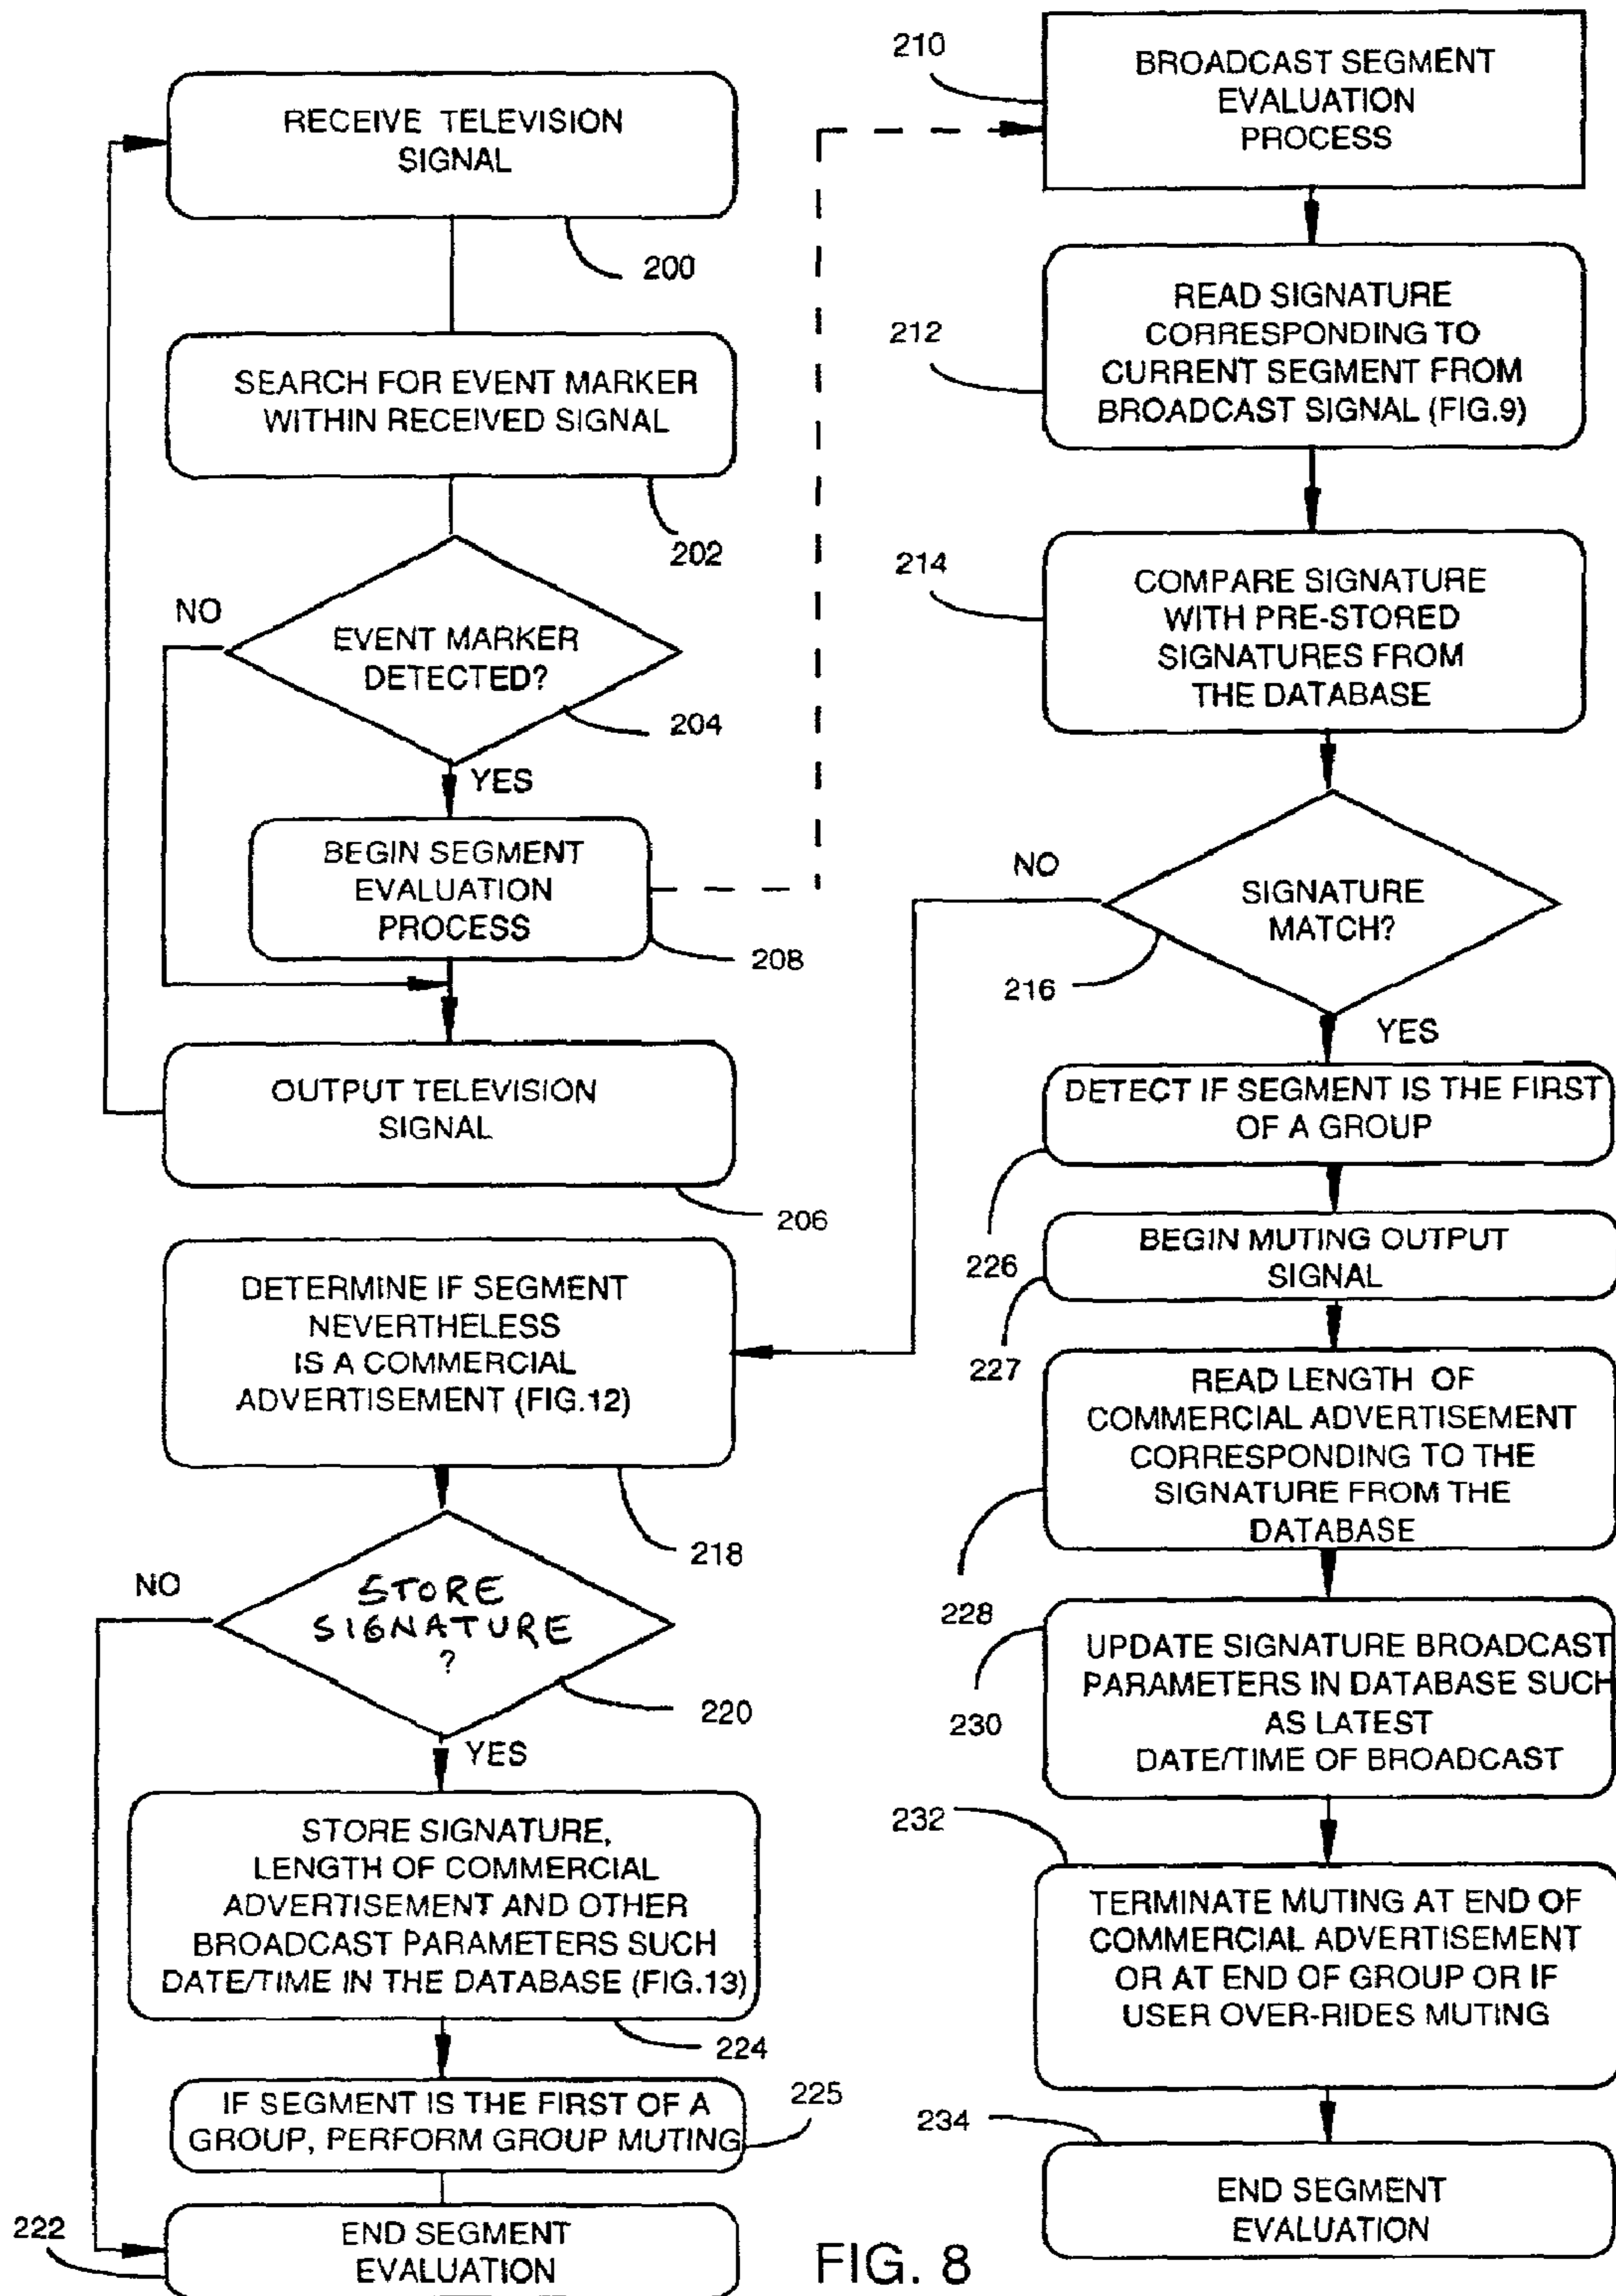 RECEIVE TELEVISION
SIGNAL
200
SEARCH FOR EVENT MARKER
WITHIN RECEIVED SIGNAL
202
NO
EVENT MARKER
DETECTED?
204
YES
BEGIN SEGMENT
EVALUATION
PROCESS
208
OUTPUT TELEVISION
SIGNAL
206
210
BROADCAST SEGMENT
EVALUATION
PROCESS
212
READ SIGNATURE
CORRESPONDING TO
CURRENT SEGMENT FROM
BROADCAST SIGNAL (FIG.9)
214
COMPARE SIGNATURE
WITH PRE-STORED
SIGNATURES FROM
THE DATABASE
NO
SIGNATURE
MATCH?
216
YES
DETERMINE IF SEGMENT
NEVERTHELESS
IS A COMMERCIAL
ADVERTISEMENT (FIG.12)
218
NO
STORE
SIGNATURE
?
220
YES
STORE SIGNATURE,
LENGTH OF COMMERCIAL
ADVERTISEMENT AND OTHER
BROADCAST PARAMETERS SUCH
DATE/TIME IN THE DATABASE (FIG.13)
224
IF SEGMENT IS THE FIRST OF A
GROUP, PERFORM GROUP MUTING
225
222
END SEGMENT
EVALUATION
DETECT IF SEGMENT IS THE FIRST
OF A GROUP
226
BEGIN MUTING OUTPUT
SIGNAL
227
READ LENGTH OF
COMMERCIAL ADVERTISEMENT
CORRESPONDING TO THE
SIGNATURE FROM THE
DATABASE
228
UPDATE SIGNATURE BROADCAST
PARAMETERS IN DATABASE SUCH
AS LATEST
DATE/TIME OF BROADCAST
230
232
TERMINATE MUTING AT END OF
COMMERCIAL ADVERTISEMENT
OR AT END OF GROUP OR IF
USER OVER-RIDES MUTING
234
END SEGMENT
EVALUATION
FIG. 8